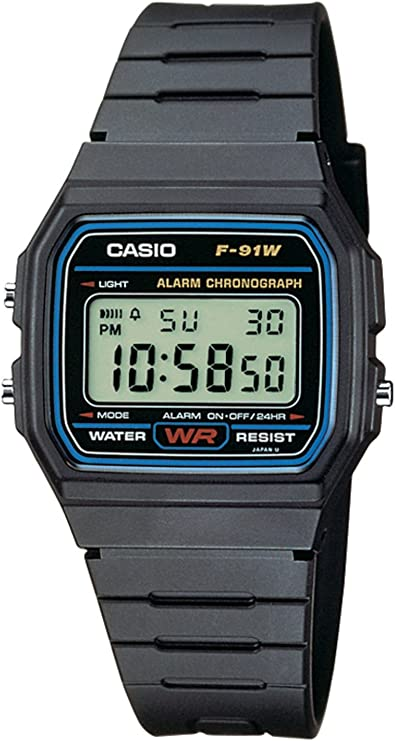 CASIO F-91W
LIGHT ALARM CHRONOGRAPH
SU 30
PM
10:58 50
MODE ALARM ON·OFF/24HR
WATER WR RESIST
JAPAN U